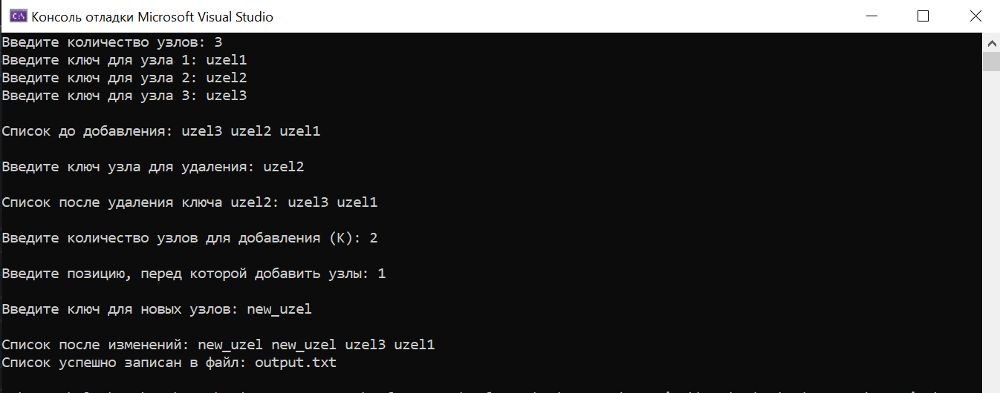 Консоль отладки Microsoft Visual Studio
Введите количество узлов: 3
Введите ключ для узла 1: uzel1
Введите ключ для узла 2: uzel2
Введите ключ для узла 3: uzel3
Список до добавления: uzel3 uzel2 uzel1
Введите ключ узла для удаления: uzel2
Список после удаления ключа uzel2: uzel3 uzel1
Введите количество узлов для добавления (К): 2
Введите позицию, перед которой добавить узлы: 1
Введите ключ для новых узлов: new_uzel
Список после изменений: new_uzel new_uzel uzel3 uzel1
Список успешно записан в файл: output.txt